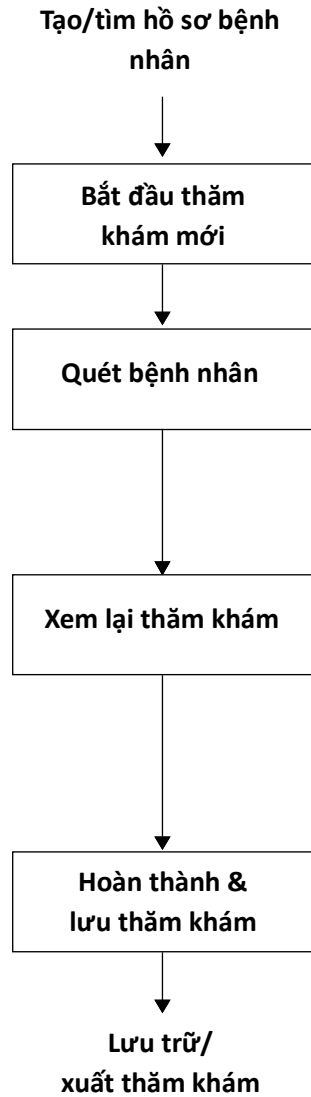 Tạo/tìm hồ sơ bệnh
nhân
Bắt đầu thăm
khám mới
Quét bệnh nhân
Xem lại thăm khám
Hoàn thành &
lưu thăm khám
Lưu trữ/
xuất thăm khám